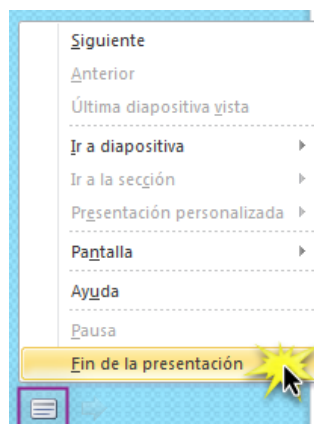 Siguiente
Anterior
Última diapositiva vista
Ir a diapositiva
Ir a la sección
Presentación personalizada
Pantalla
Ayuda
Pausa
Fin de la presentación